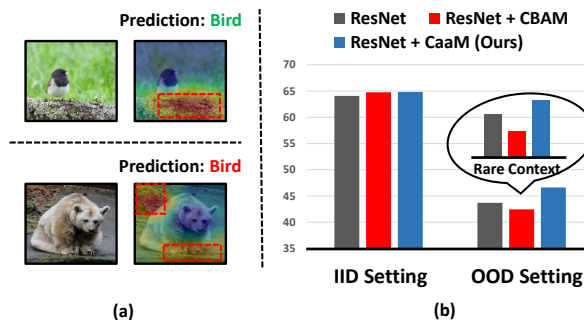 Prediction: Bird
Prediction: Bird
(a)
ResNet
ResNet + CBAM
ResNet + CaaM (Ours)
70
65
60
55
50
45
40
35
Rare Context
IID Setting
OOD Setting
(b)